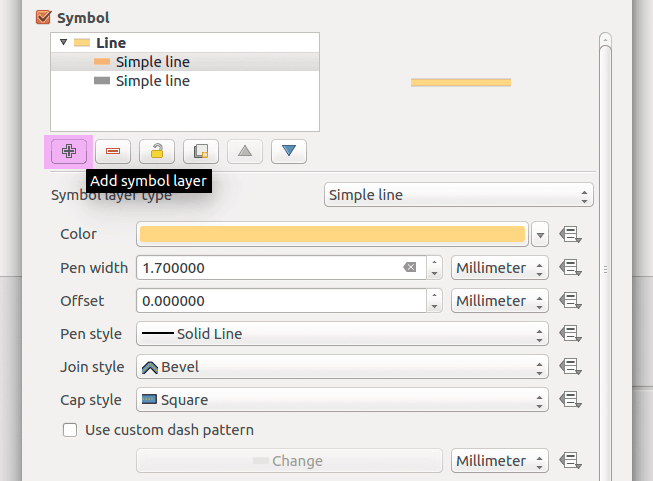 Symbol
Line
Simple line
Simple line
Add symbol layer
Symbol layer type Simple line
Color
Pen width 1.700000 Millimeter
Offset 0.000000 Millimeter
Pen style Solid Line
Join style Bevel
Cap style Square
Use custom dash pattern
Change Millimeter